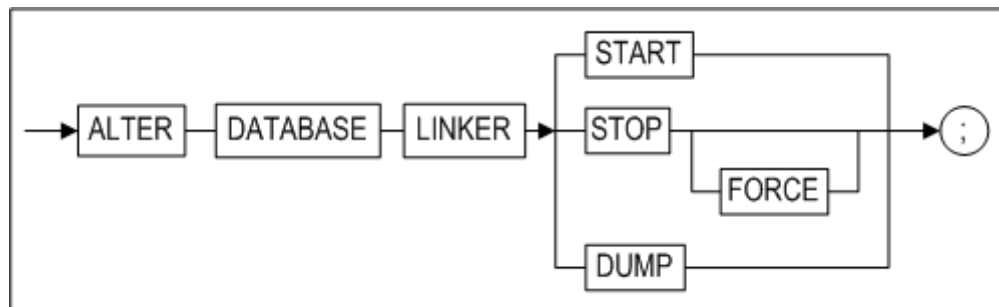 START
ALTER DATABASE LINKER STOP ;
FORCE
DUMP